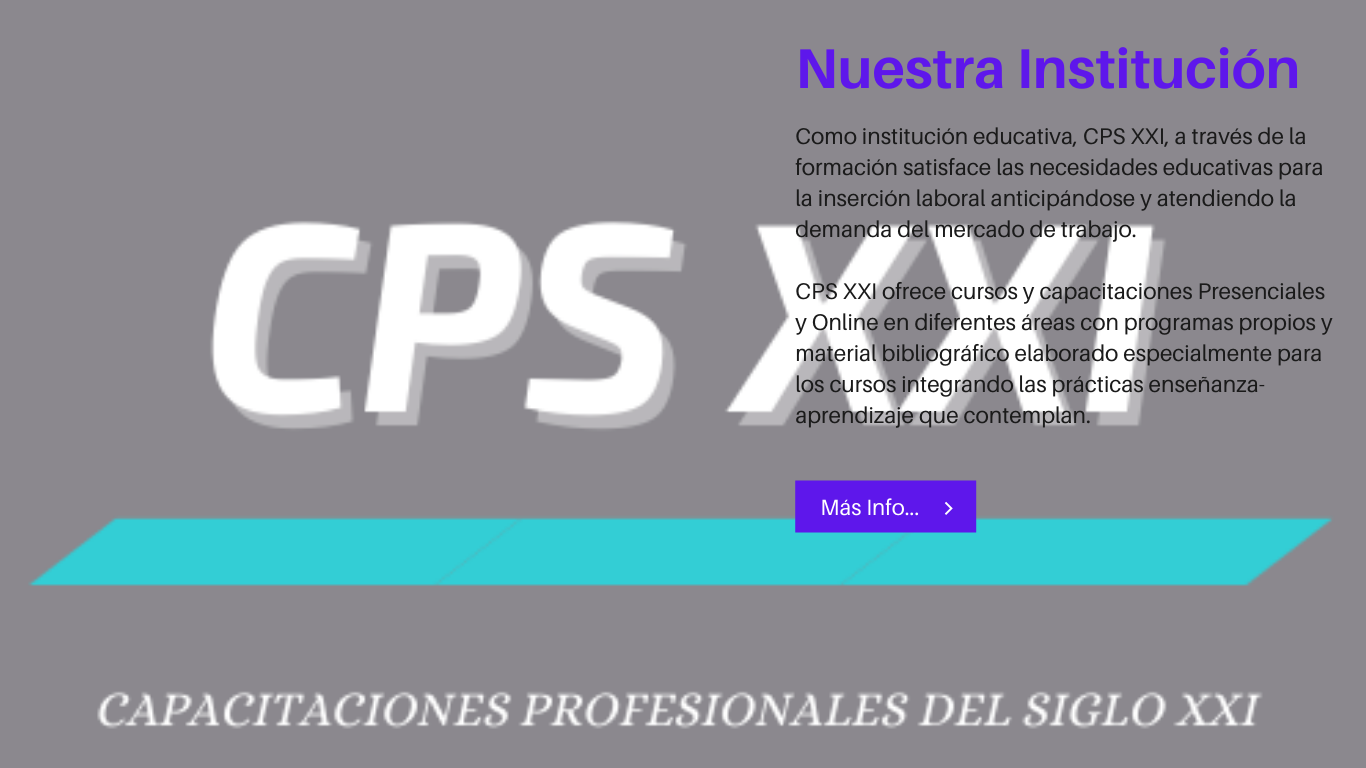 Nuestra Institución
Como institución educativa, CPS XXI, a través de la
formación satisface las necesidades educativas para
la inserción laboral anticipándose y atendiendo la
demanda del mercado de trabajo.
CPS XXI ofrece cursos y capacitaciones Presenciales
y Online en diferentes áreas con programas propios y
material bibliográfico elaborado especialmente para
los cursos integrando las prácticas enseñanza-
aprendizaje que contemplan.
Más Info...
CPS XXI
CAPACITACIONES PROFESIONALES DEL SIGLO XXI